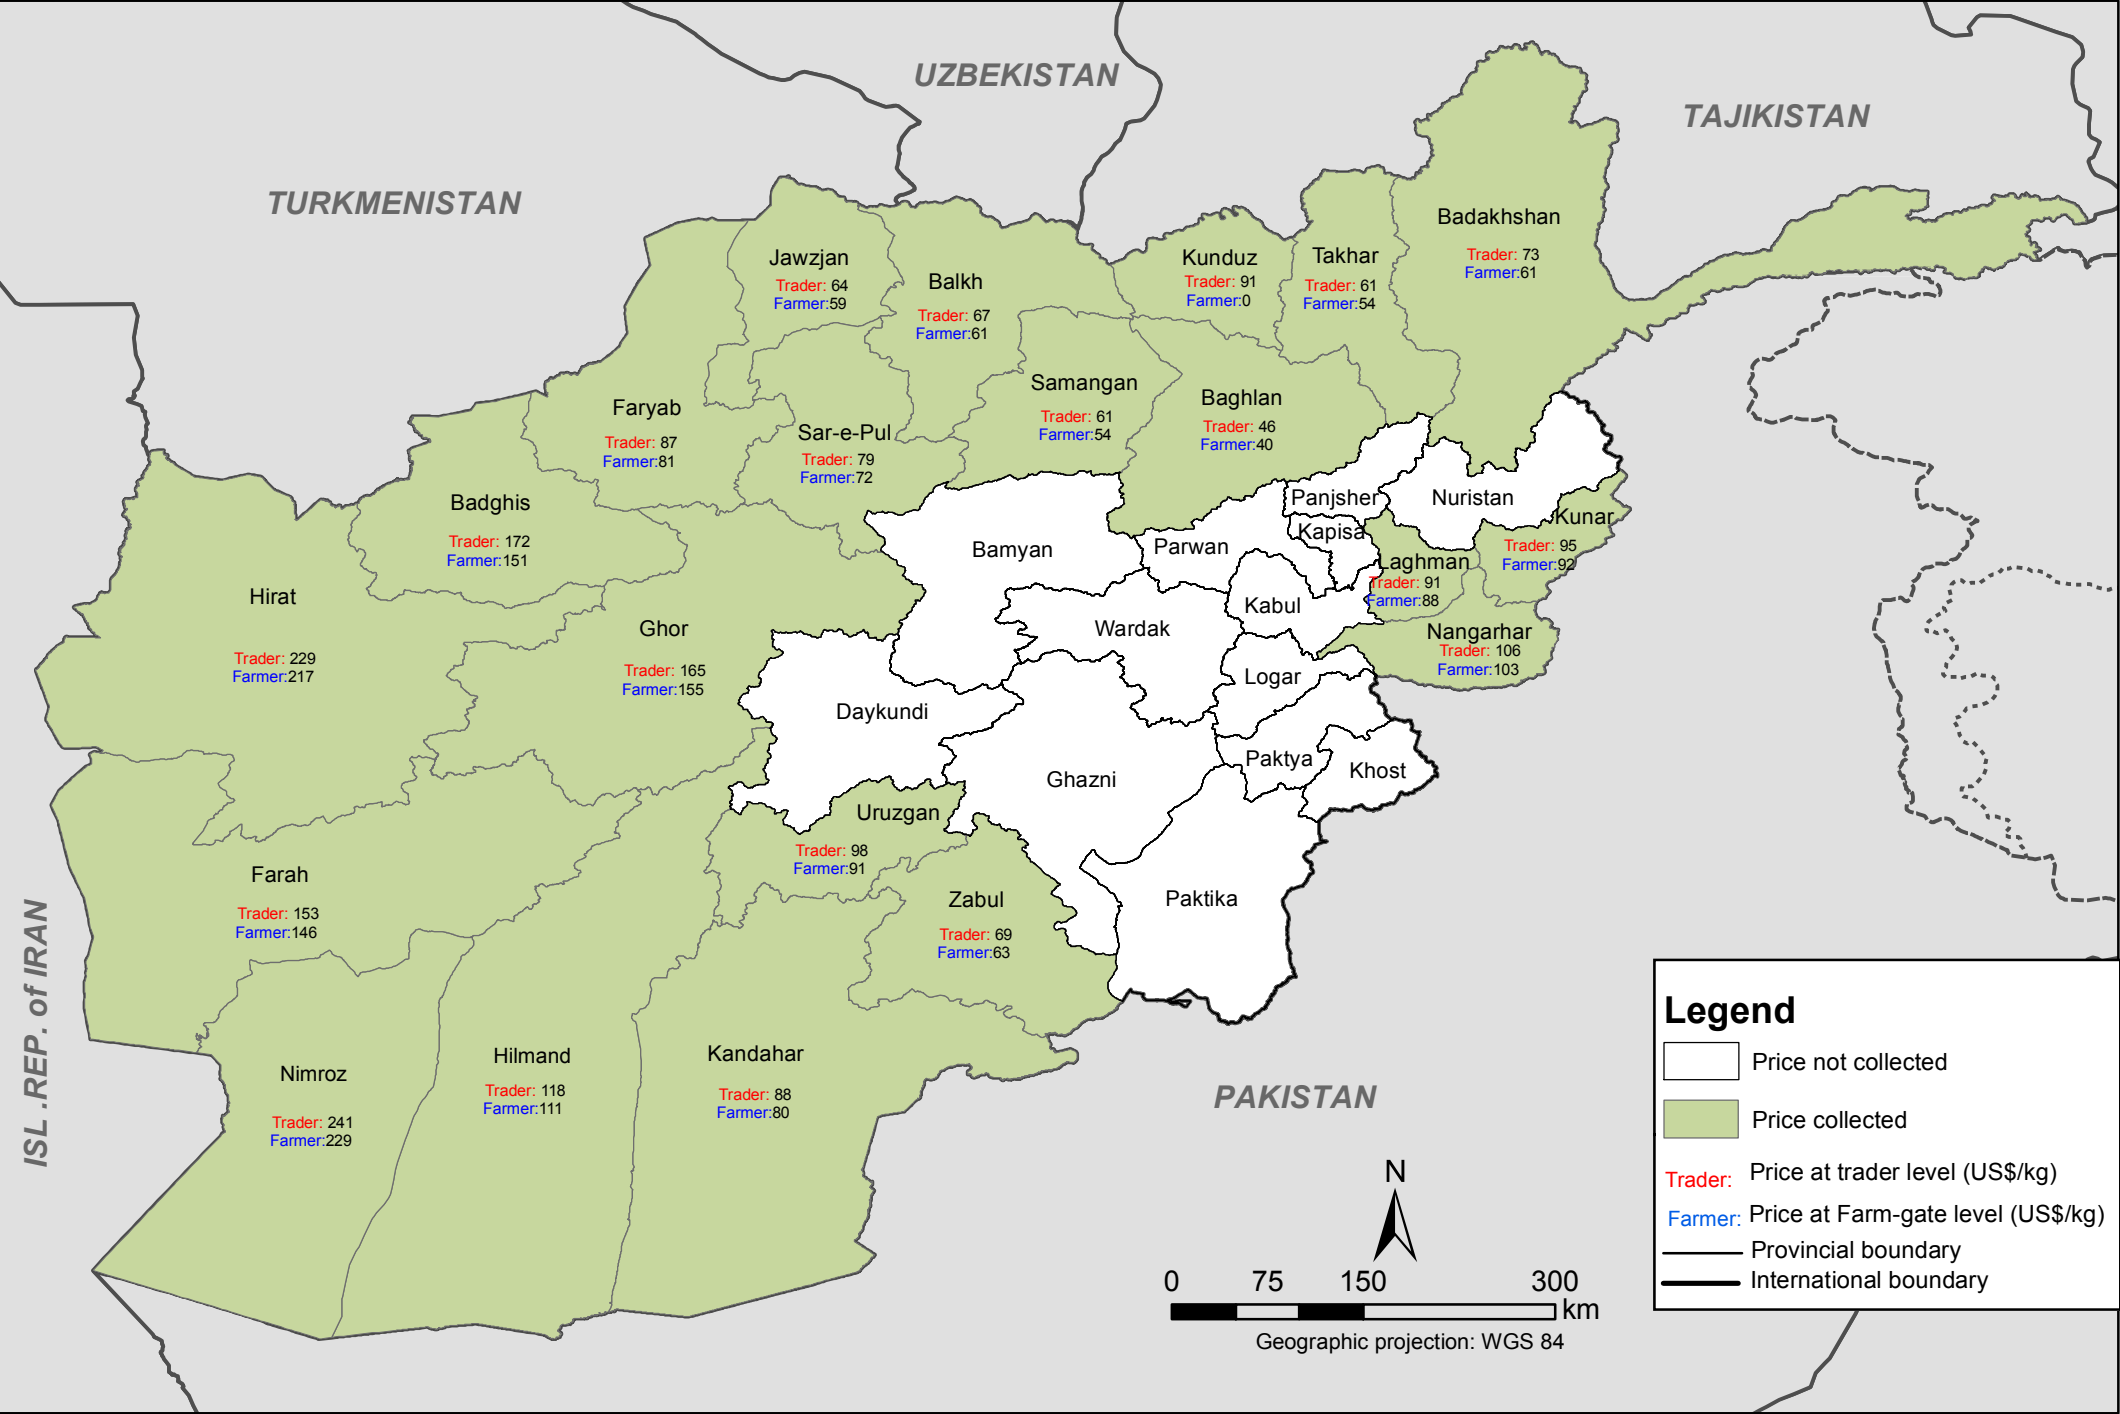 UZBEKISTAN
TAJIKISTAN
TURKMENISTAN
Badakhshan
Trader: 73
Farmer:61
Jawzjan
Trader: 64
Farmer:59
Balkh
Trader: 67
Farmer:61
Kunduz
Trader: 91
Farmer:0
Takhar
Trader: 61
Farmer:54
Samangan
Trader: 61
Farmer:54
Baghlan
Trader: 46
Farmer:40
Faryab
Trader: 87
Farmer:81
Sar-e-Pul
Trader: 79
Farmer:72
Badghis
Trader: 172
Farmer:151
Panjsher
Nuristan
Kunar
Trader: 95
Farmer:92
Kapisa
Parwan
Bamyan
Laghman
Trader: 91
Farmer:88
Hirat
Trader: 229
Farmer:217
Ghor
Trader: 165
Farmer:155
Wardak
Kabul
Nangarhar
Trader: 106
Farmer:103
Logar
Daykundi
Ghazni
Paktya
Khost
Uruzgan
Trader: 98
Farmer:91
Farah
Trader: 153
Farmer:146
Zabul
Trader: 69
Farmer:63
Paktika
ISL .REP. of IRAN
Nimroz
Trader: 241
Farmer:229
Hilmand
Trader: 118
Farmer:111
Kandahar
Trader: 88
Farmer:80
PAKISTAN
N
0 75 150 300
km
Geographic projection: WGS 84
Legend
Price not collected
Price collected
Trader: Price at trader level (US$/kg)
Farmer: Price at Farm-gate level (US$/kg)
Provincial boundary
International boundary